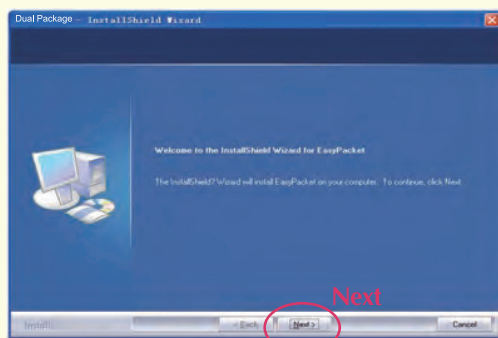 Dual Package - InstallShield Wizard
Welcome to the InstallShield Wizard for EasyPacket
The InstallShield? Wizard will install EasyPacket on your computer. To continue, click Next.
Next
InstallShield
< Back
Next >
Cancel